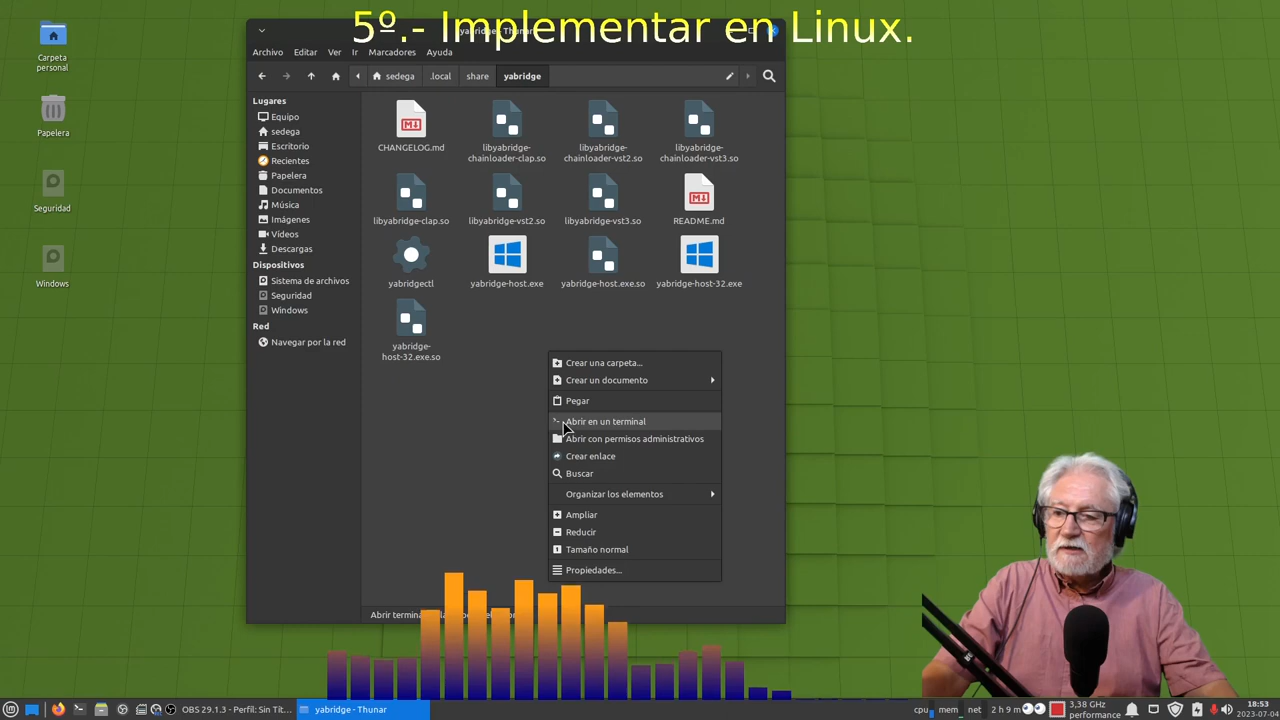 5º.- Implementar en Linux.
Archivo Editar Ver Ir Marcadores Ayuda
sedega .local share yabridge
Carpeta
personal
Papelera
Seguridad
Windows
Lugares
Equipo
sedega
Escritorio
Recientes
Papelera
Documentos
Música
Imágenes
Vídeos
Descargas
Dispositivos
Sistema de archivos
Seguridad
Windows
Red
Navegar por la red
CHANGELOG.md
libyabridge-
chainloader-clap.so
libyabridge-
chainloader-vst2.so
libyabridge-
chainloader-vst3.so
libyabridge-clap.so
libyabridge-vst2.so
libyabridge-vst3.so
README.md
yabridgectl
yabridge-host.exe
yabridge-host.exe.so
yabridge-host-32.exe
yabridge-
host-32.exe.so
Crear una carpeta...
Crear un documento
Pegar
Abrir en un terminal
Abrir con permisos administrativos
Crear enlace
Buscar
Organizar los elementos
Ampliar
Reducir
Tamaño normal
Propiedades...
OBS 29.1.3 - Perfil: Sin Tít...
yabridge - Thunar
cpu mem net 2 h 9 m
3,38 GHz
performance
18:53
2023-07-04